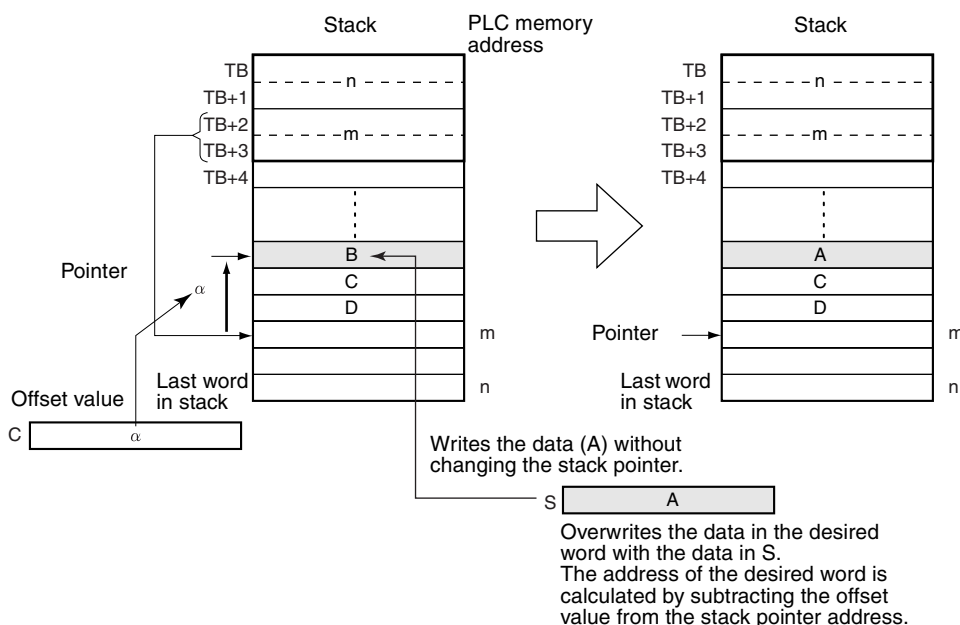 Stack
PLC memory
address
Stack
TB
n
TB+1
TB+2
m
TB+3
TB+4
B
C
D
Pointer
α
m
Last word
in stack
n
Offset value
C
α
TB
n
TB+1
TB+2
m
TB+3
TB+4
A
C
D
Pointer
m
Last word
in stack
n
Writes the data (A) without
changing the stack pointer.
S
A
Overwrites the data in the desired
word with the data in S.
The address of the desired word is
calculated by subtracting the offset
value from the stack pointer address.